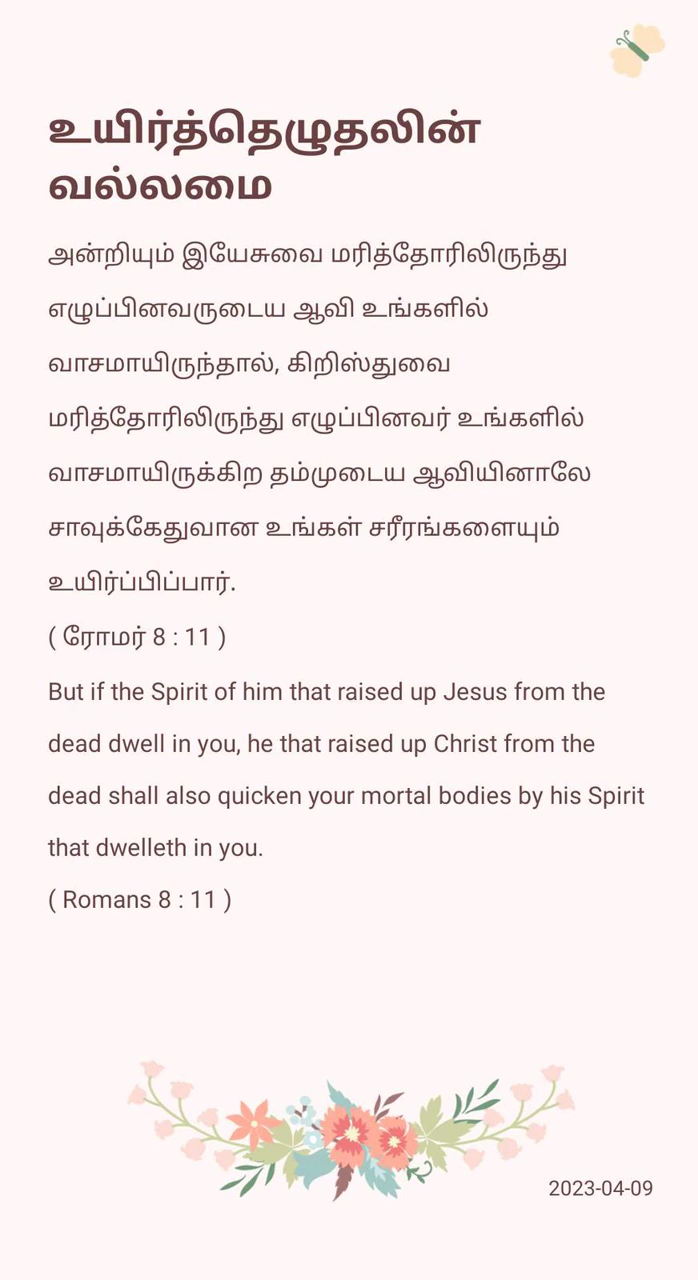 உயிர்த்தெழுதலின்
வல்லமை
அன்றியும் இயேசுவை மரித்தோரிலிருந்து
எழுப்பினவருடைய ஆவி உங்களில்
வாசமாயிருந்தால், கிறிஸ்துவை
மரித்தோரிலிருந்து எழுப்பினவர் உங்களில்
வாசமாயிருக்கிற தம்முடைய ஆவியினாலே
சாவுக்கேதுவான உங்கள் சரீரங்களையும்
உயிர்ப்பிப்பார்.
( ரோமர் 8 : 11 )
But if the Spirit of him that raised up Jesus from the
dead dwell in you, he that raised up Christ from the
dead shall also quicken your mortal bodies by his Spirit
that dwelleth in you.
( Romans 8 : 11 )
2023-04-09